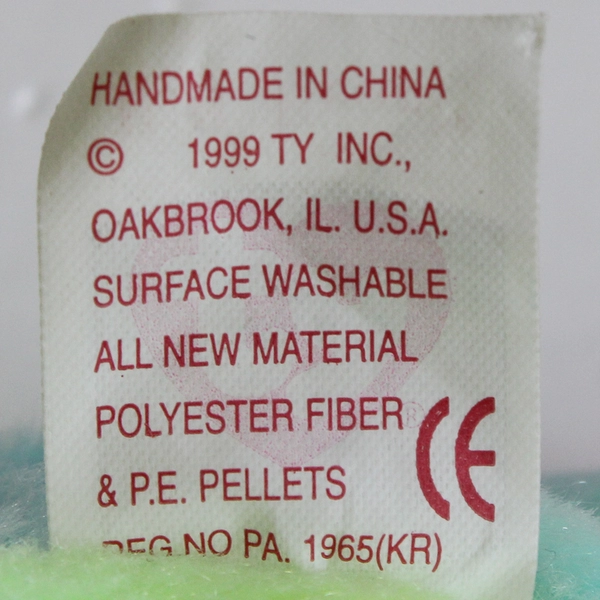 HANDMADE IN CHINA
© 1999 TY INC.,
OAKBROOK, IL. U.S.A.
SURFACE WASHABLE
ALL NEW MATERIAL
POLYESTER FIBER ®
& P.E. PELLETS CE
REG NO PA. 1965(KR)